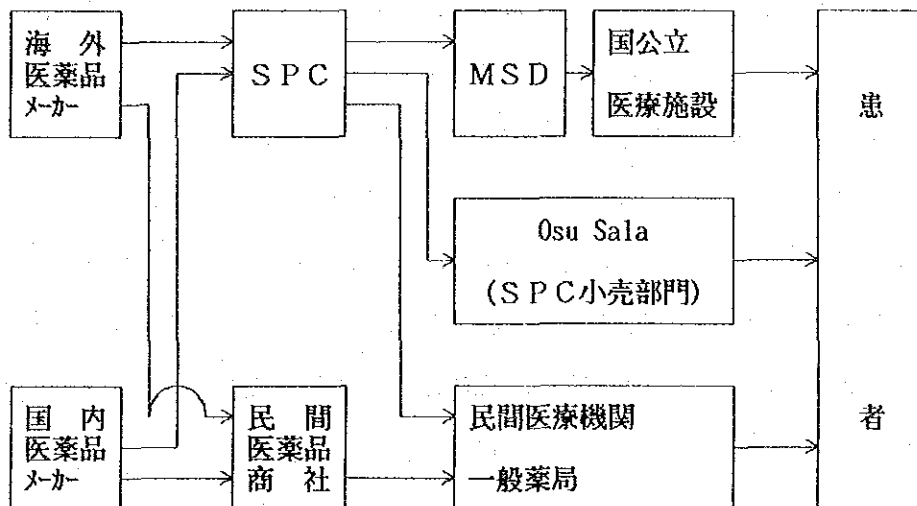 海外
医薬品
メーカー
SPC
MSD
国公立
医療施設
患者
Osu Sala
(SPC小売部門)
国内
医薬品
メーカー
民間
医薬品
商社
民間医療機関
一般薬局